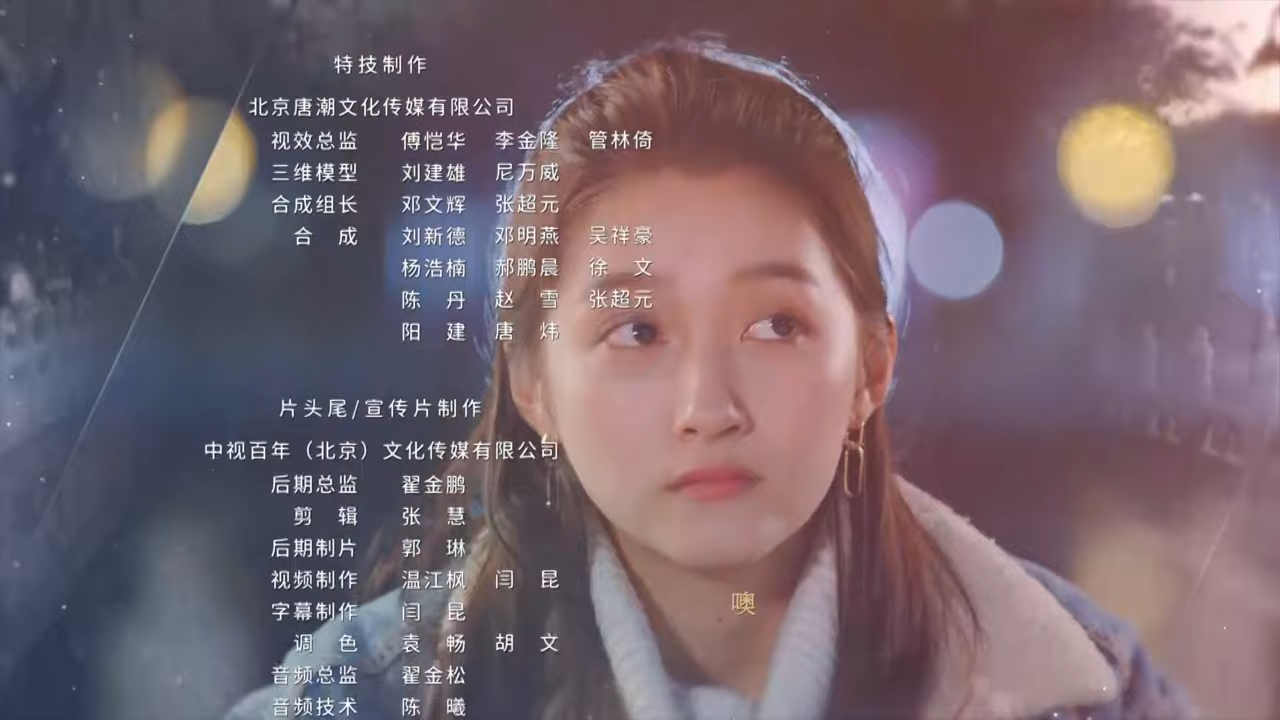 特技制作
北京唐潮文化传媒有限公司
视效总监 傅恺华 李金隆 管林倚
三维模型 刘建雄 尼万威
合成组长 邓文辉 张超元
合 成 刘新德 邓明燕 吴祥豪
杨浩楠 郝鹏晨 徐 文
陈 丹 赵 雪 张超元
阳 建 唐 炜
片头尾/宣传片制作
中视百年（北京）文化传媒有限公司
后期总监 翟金鹏
剪 辑 张 慧
后期制片 郭 琳
视频制作 温江枫 闫 昆
噢
字幕制作 闫 昆
调 色 袁 畅 胡 文
音频总监 翟金松
音频技术 陈 曦